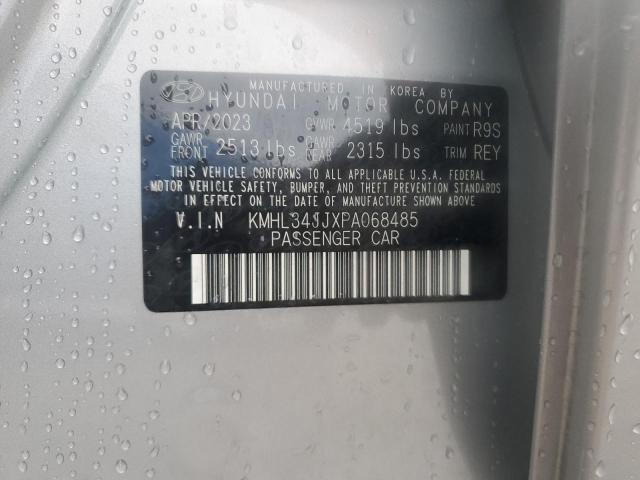 MANUFACTURED IN KOREA BY
HYUNDAI MOTOR COMPANY
APR/2023 GVWR 4519 lbs PAINT R9S
GAWR FRONT 2513 lbs GAWR REAR 2315 lbs TRIM REY
THIS VEHICLE CONFORMS TO ALL APPLICABLE U.S.A. FEDERAL
MOTOR VEHICLE SAFETY, BUMPER, AND THEFT PREVENTION STANDARDS
IN EFFECT ON THE DATE OF MANUFACTURE SHOWN ABOVE.
V.I.N KMHL34JJXPA068485
PASSENGER CAR